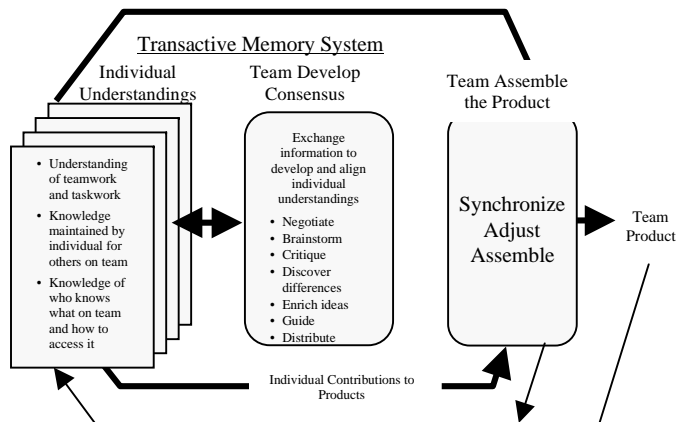 Transactive Memory System
Individual
Understandings
Team Develop
Consensus
Team Assemble
the Product
• Understanding
of teamwork
and taskwork
• Knowledge
maintained by
individual for
others on team
• Knowledge of
who knows
what on team
and how to
access it
Exchange
information to
develop and align
individual
understandings
• Negotiate
• Brainstorm
• Critique
• Discover
differences
• Enrich ideas
• Guide
• Distribute
Synchronize
Adjust
Assemble
Team
Product
Individual Contributions to
Products